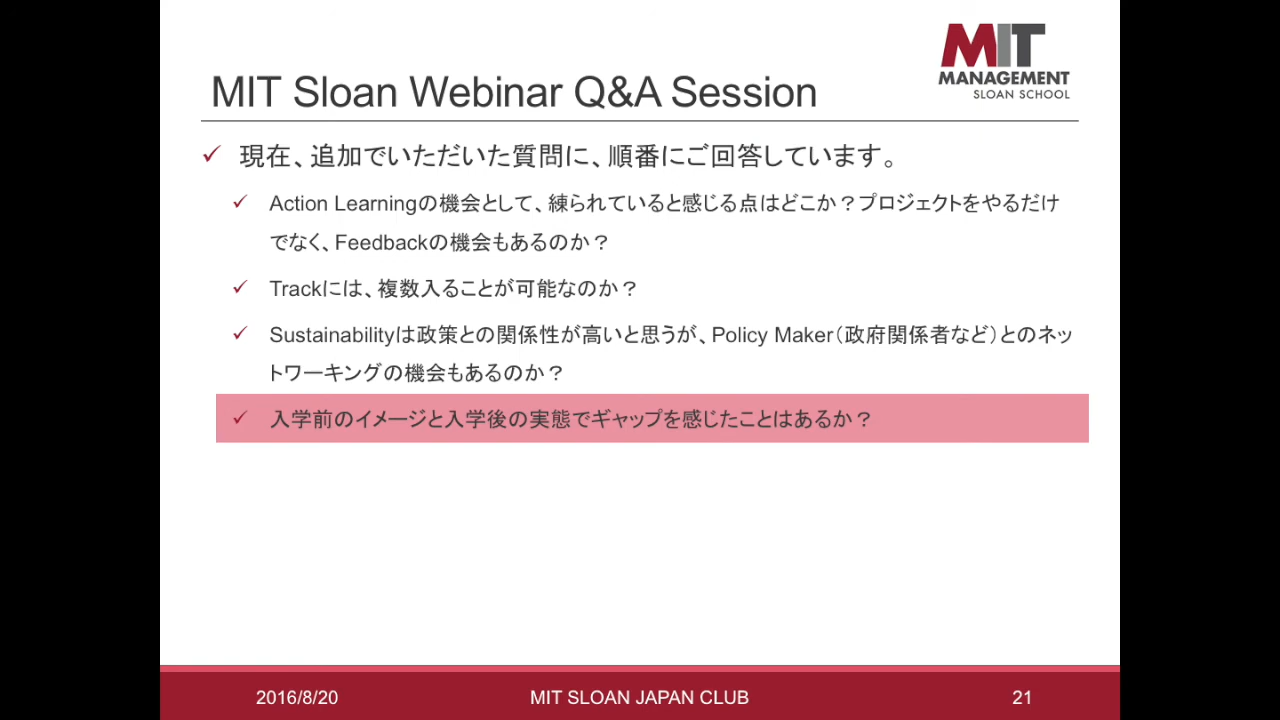 MIT
MANAGEMENT
SLOAN SCHOOL
MIT Sloan Webinar Q&A Session
現在、追加でいただいた質問に、順番にご回答しています。
Action Learningの機会として、練られていると感じる点はどこか？プロジェクトをやるだけ
でなく、Feedbackの機会もあるのか？
Trackには、複数入ることが可能なのか？
Sustainabilityは政策との関係性が高いと思うが、Policy Maker（政府関係者など）とのネッ
トワーキングの機会もあるのか？
入学前のイメージと入学後の実態でギャップを感じたことはあるか？
2016/8/20
MIT SLOAN JAPAN CLUB
21